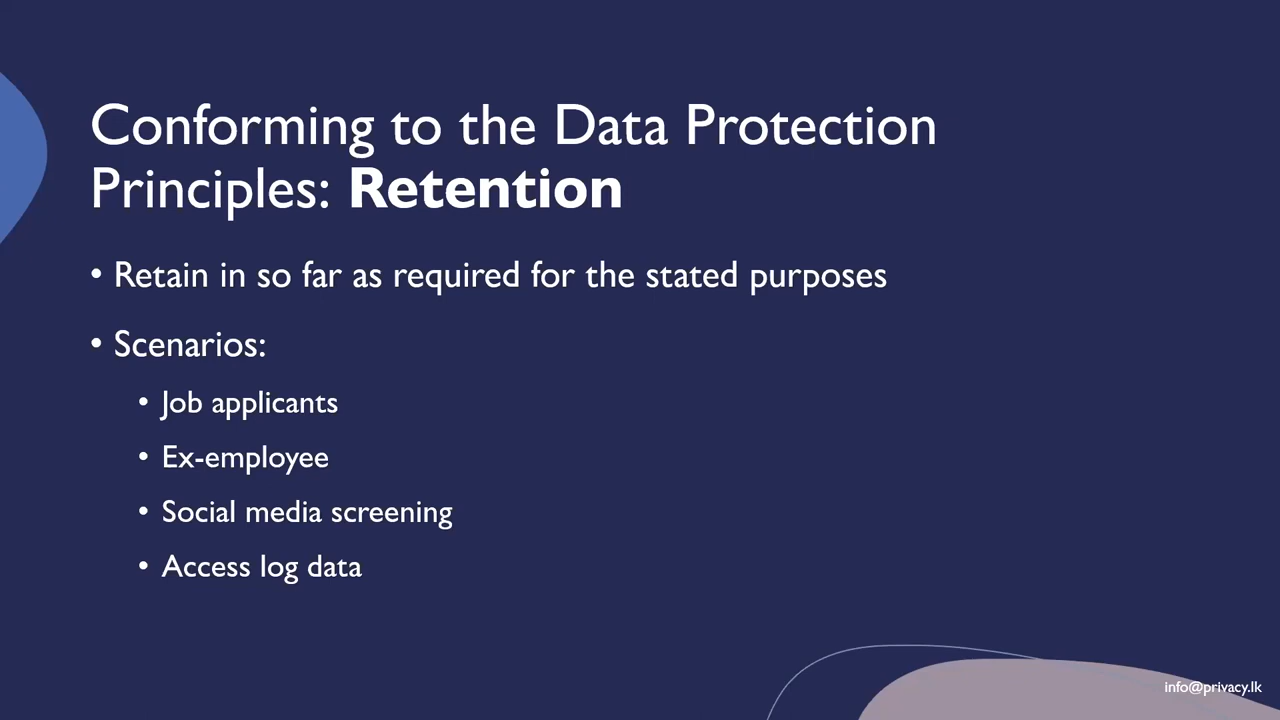 Conforming to the Data Protection
Principles: Retention
• Retain in so far as required for the stated purposes
• Scenarios:
• Job applicants
• Ex-employee
• Social media screening
• Access log data
info@privacy.lk